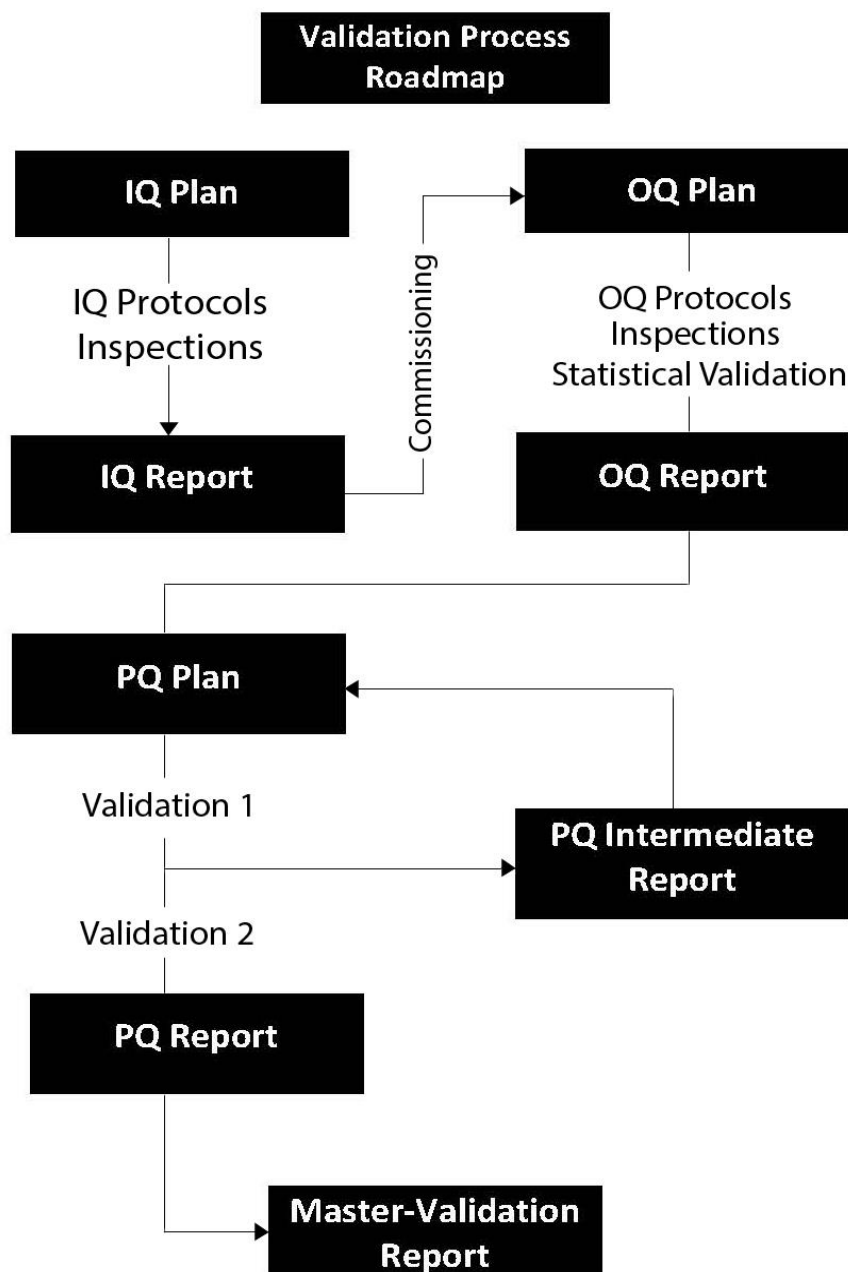 Validation Process
Roadmap
IQ Plan
OQ Plan
IQ Protocols
Inspections
Commissioning
OQ Protocols
Inspections
Statistical Validation
IQ Report
OQ Report
PQ Plan
Validation 1
PQ Intermediate
Report
Validation 2
PQ Report
Master-Validation
Report